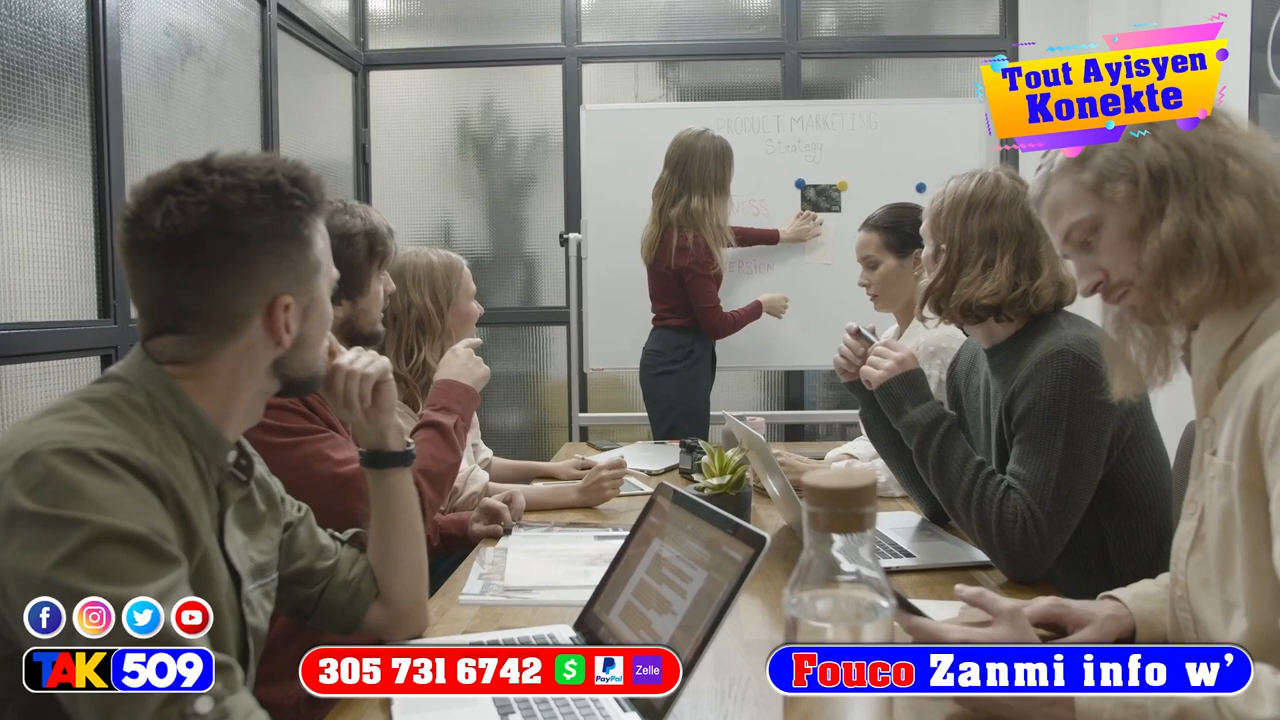 Tout Ayisyen
Konekte
PRODUCT MARKETING
Strategy
TAK 509
305 731 6742
$
PayPal
Zelle
Fouco Zanmi info w'